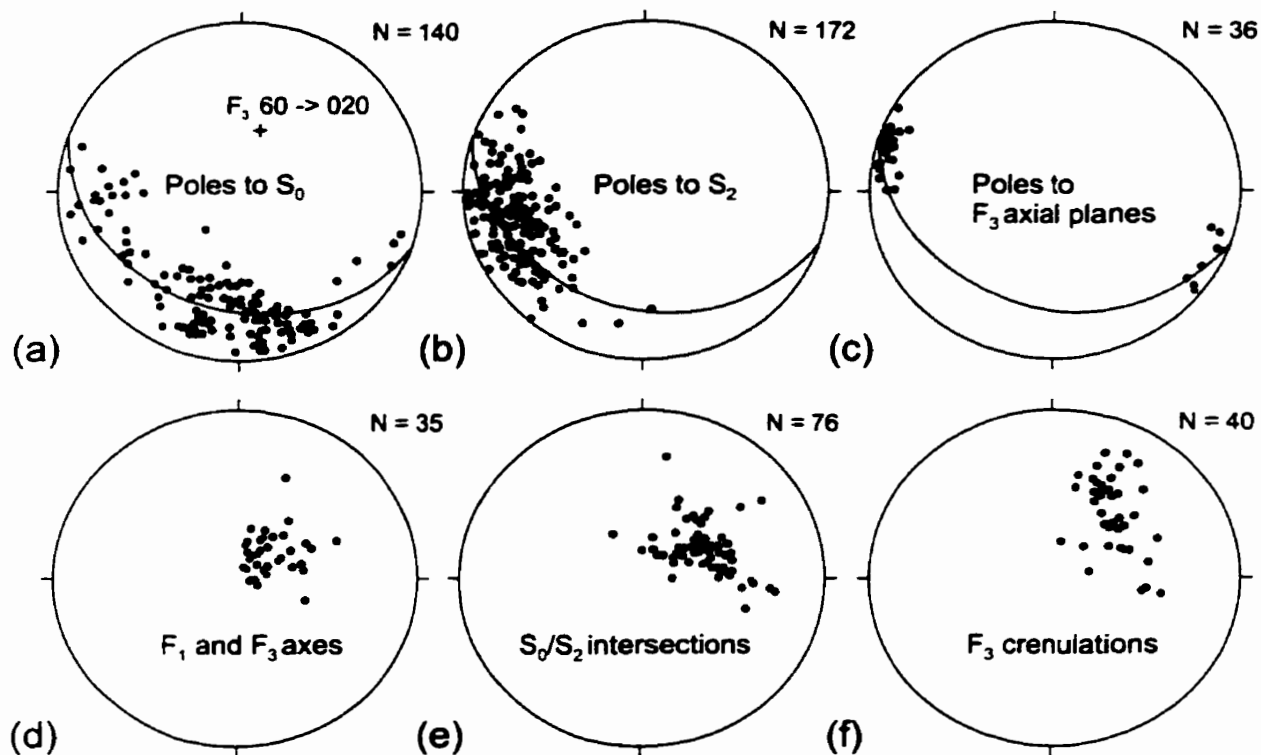 N = 140
F₃ 60 -> 020
+
Poles to S₀
(a)
N = 172
Poles to S₂
(b)
N = 36
Poles to
F₃ axial planes
(c)
N = 35
F₁ and F₃ axes
(d)
N = 76
S₀/S₂ intersections
(e)
N = 40
F₃ crenulations
(f)